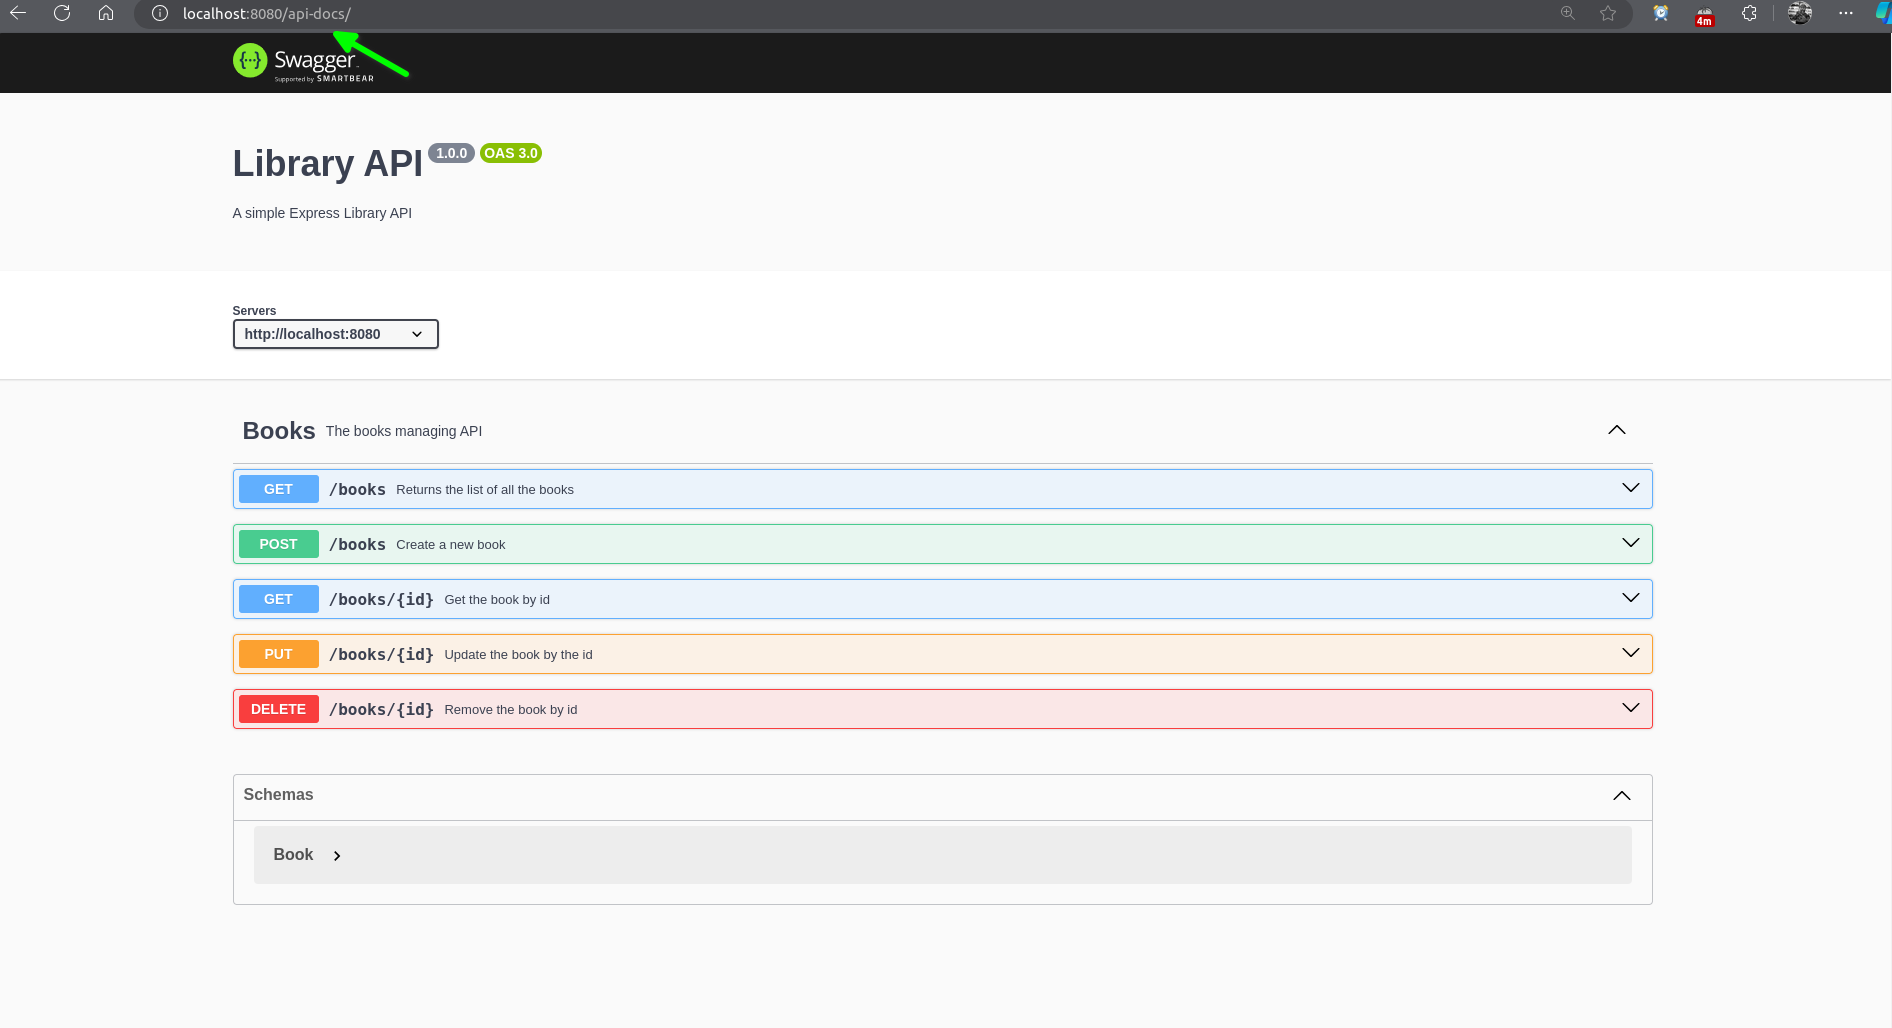 localhost:8080/api-docs/
4m
{···} Swagger
Supported by SMARTBEAR
Library API 1.0.0 OAS 3.0
A simple Express Library API
Servers
http://localhost:8080
Books The books managing API
GET /books Returns the list of all the books
POST /books Create a new book
GET /books/{id} Get the book by id
PUT /books/{id} Update the book by the id
DELETE /books/{id} Remove the book by id
Schemas
Book